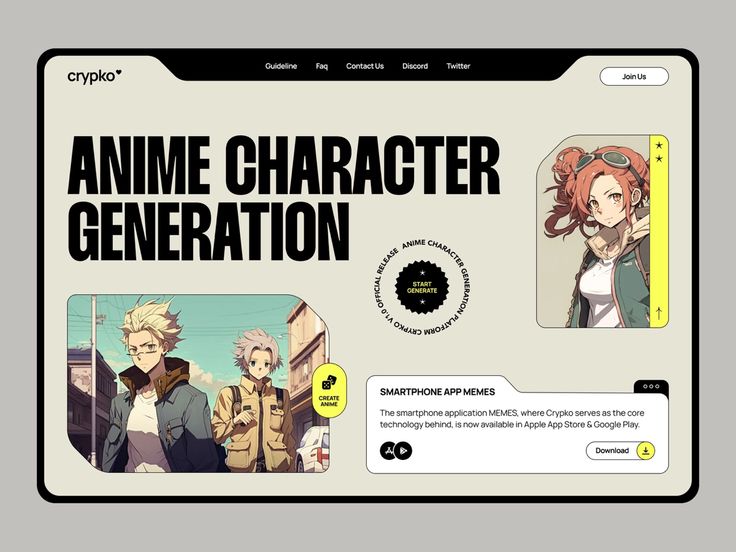 crypko
Guideline
Faq
Contact Us
Discord
Twitter
Join Us
ANIME CHARACTER
GENERATION
ANIME CHARACTER GENERATION PLATFORM CRYPKO V1.0 OFFICIAL RELEASE
START
GENERATE
CREATE
ANIME
SMARTPHONE APP MEMES
The smartphone application MEMES, where Crypko serves as the core
technology behind, is now available in Apple App Store & Google Play.
Download